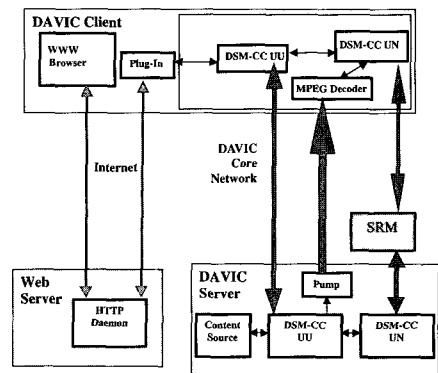 DAVIC Client
WWW
Browser
Plug-In
DSM-CC UU
DSM-CC UN
MPEG Decoder
Internet
DAVIC
Core
Network
SRM
Web
Server
HTTP
Daemon
DAVIC
Server
Pump
Content
Source
DSM-CC
UU
DSM-CC
UN